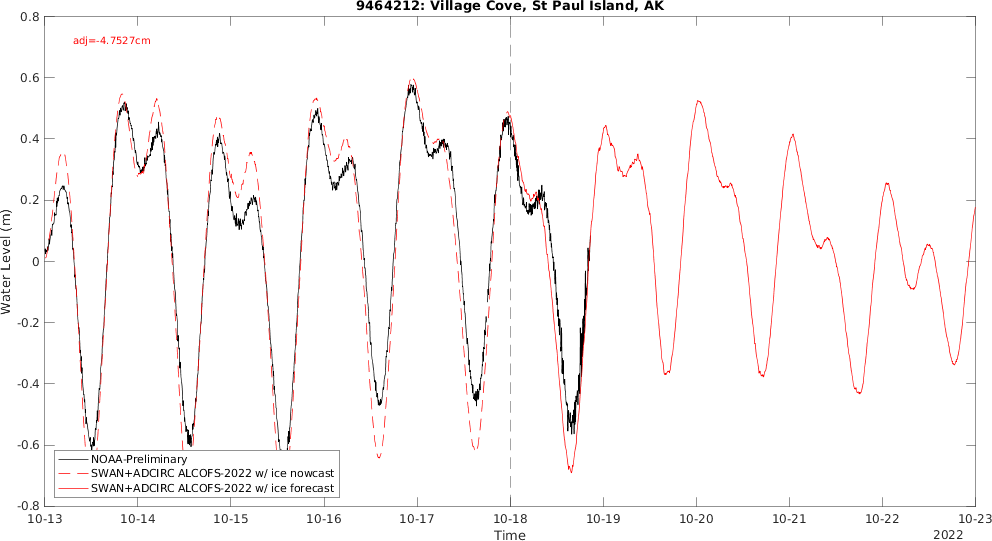 9464212: Village Cove, St Paul Island, AK
adj=-4.7527cm
Water Level (m)
0.8
0.6
0.4
0.2
0
-0.2
-0.4
-0.6
-0.8
NOAA-Preliminary
SWAN+ADCIRC ALCOFS-2022 w/ ice nowcast
SWAN+ADCIRC ALCOFS-2022 w/ ice forecast
10-13 10-14 10-15 10-16 10-17 10-18 10-19 10-20 10-21 10-22 10-23
Time
2022